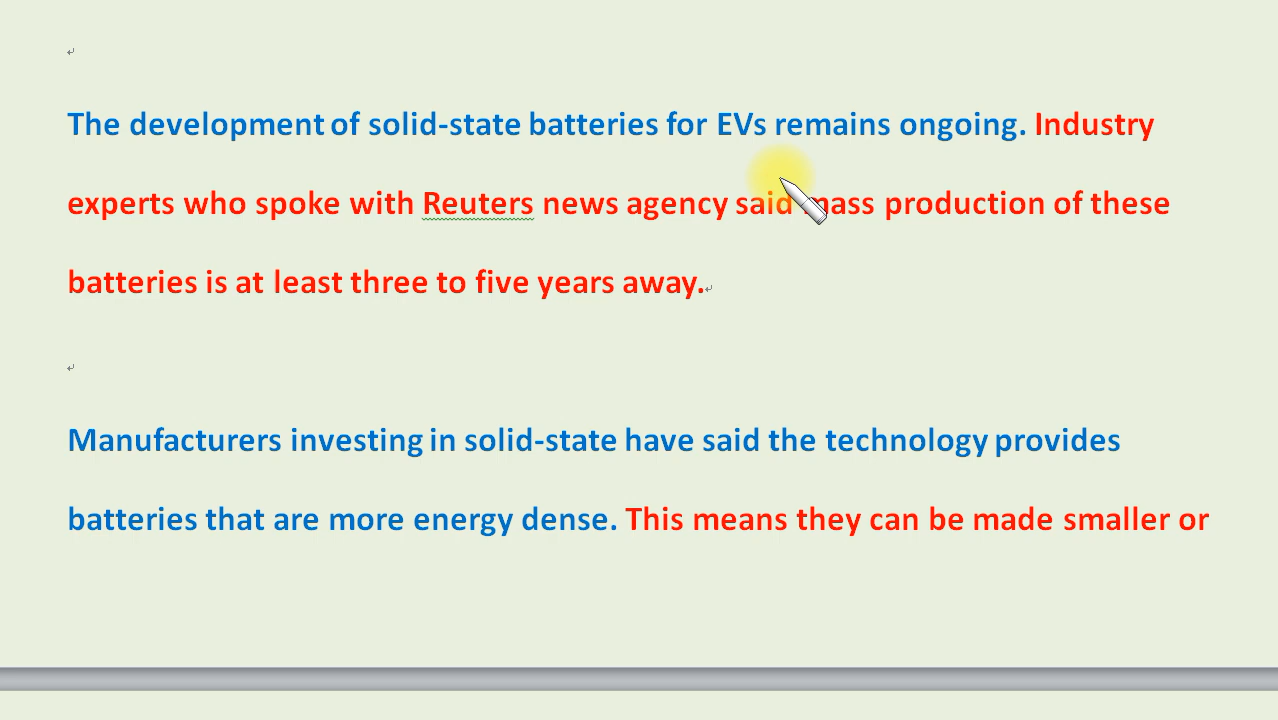 The development of solid-state batteries for EVs remains ongoing. Industry
experts who spoke with Reuters news agency said mass production of these
batteries is at least three to five years away.
Manufacturers investing in solid-state have said the technology provides
batteries that are more energy dense. This means they can be made smaller or